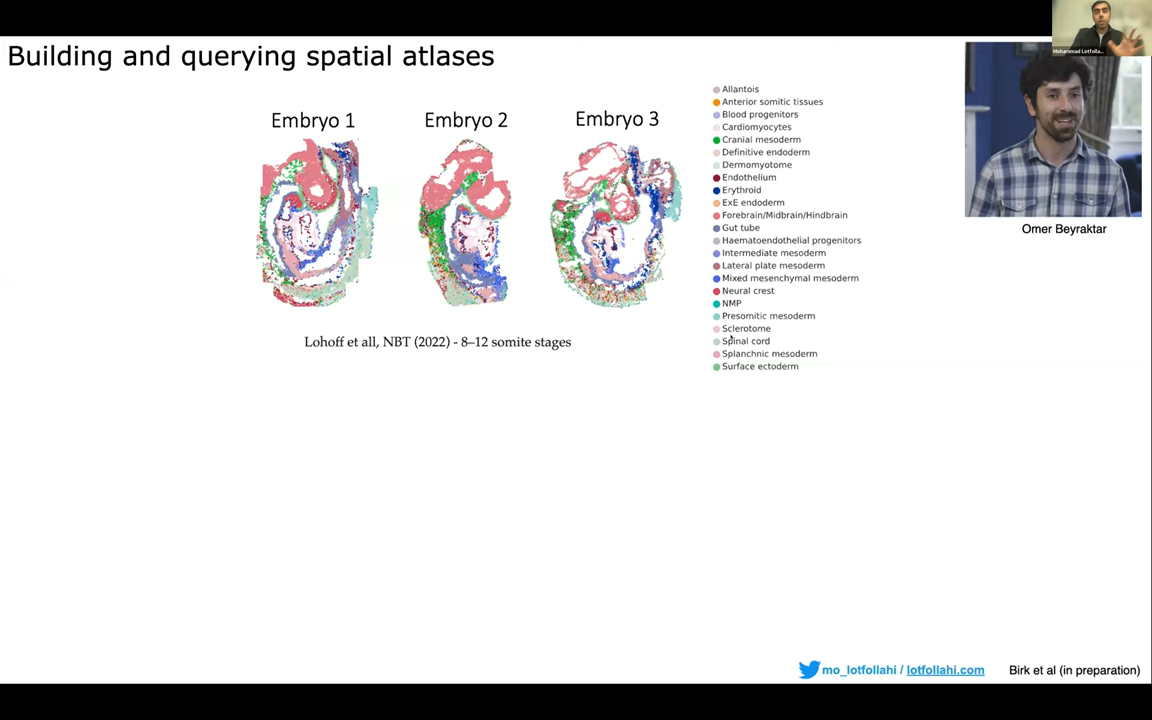 Mohammad Lotfolla...
Building and querying spatial atlases
Embryo 1
Embryo 2
Embryo 3
Allantois
Anterior somitic tissues
Blood progenitors
Cardiomyocytes
Cranial mesoderm
Definitive endoderm
Dermomyotome
Endothelium
Erythroid
ExE endoderm
Forebrain/Midbrain/Hindbrain
Gut tube
Haematoendothelial progenitors
Intermediate mesoderm
Lateral plate mesoderm
Mixed mesenchymal mesoderm
Neural crest
NMP
Presomitic mesoderm
Sclerotome
Spinal cord
Splanchnic mesoderm
Surface ectoderm
Omer Beyraktar
Lohoff et all, NBT (2022) - 8–12 somite stages
mo_lotfollahi / lotfollahi.com
Birk et al (in preparation)